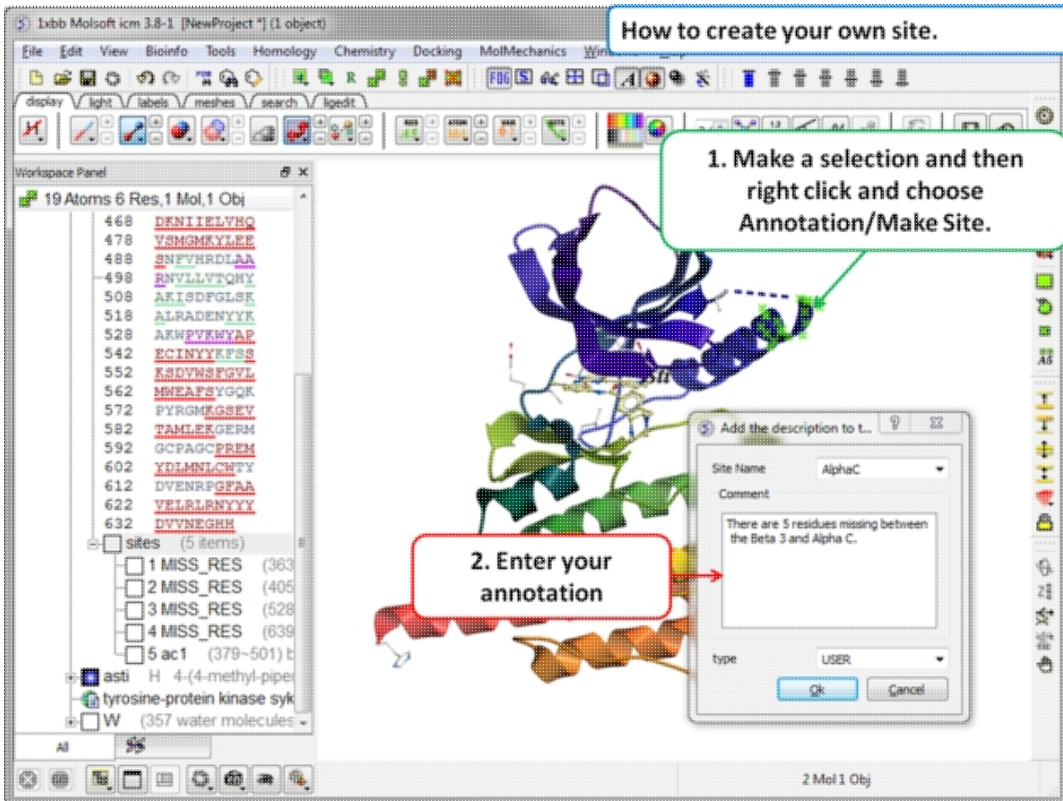 1xbb Molsoft icm 3.8-1 [NewProject *] (1 object)
How to create your own site.
File Edit View Bioinfo Tools Homology Chemistry Docking MolMechanics
display light labels meshes search ligedit
1. Make a selection and then
right click and choose
Annotation/Make Site.
Workspace Panel
19 Atoms 6 Res,1 Mol,1 Obj
468 DKNIIELVHQ
478 VSMGMKYLEE
488 SNFVHRDLAA
498 RNVLLVTQHY
508 AKISDFGLSK
518 ALRADENYYK
528 AKWPVKWYAP
542 ECINYYKFSS
552 KSDVWSFGVL
562 MWEAFSYGQK
572 PYRGMKGSEV
582 TAMLEKGERM
592 GCPAGCPREM
602 YDLMNLCWTY
612 DVENRPGFAA
622 VELRLRNYYY
632 DVVNEGHH
sites (5 items)
1 MISS_RES (363
2 MISS_RES (405
3 MISS_RES (528
4 MISS_RES (639
5 ac1 (379~501) b
asti H 4-(4-methyl-piper
tyrosine-protein kinase syk
W (357 water molecules
All
Add the description to t...
Site Name AlphaC
Comment
There are 5 residues missing between
the Beta 3 and Alpha C.
2. Enter your
annotation
type USER
Ok Cancel
2 Mol 1 Obj